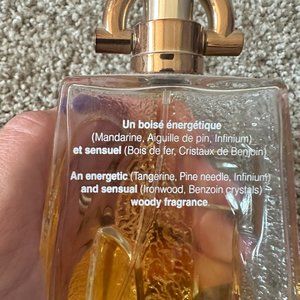 Un boisé énergétique
(Mandarine, Aiguille de pin, Infinium)
et sensuel (Bois de fer, Cristaux de Benjoin)
An energetic (Tangerine, Pine needle, Infinium)
and sensual (Ironwood, Benzoin crystals)
woody fragrance